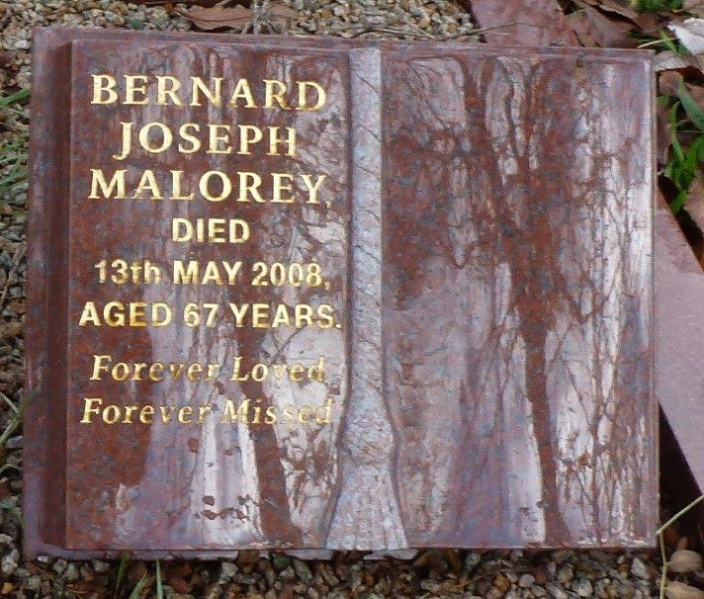 BERNARD
JOSEPH
MALOREY,
DIED
13th MAY 2008,
AGED 67 YEARS.
Forever Loved
Forever Missed